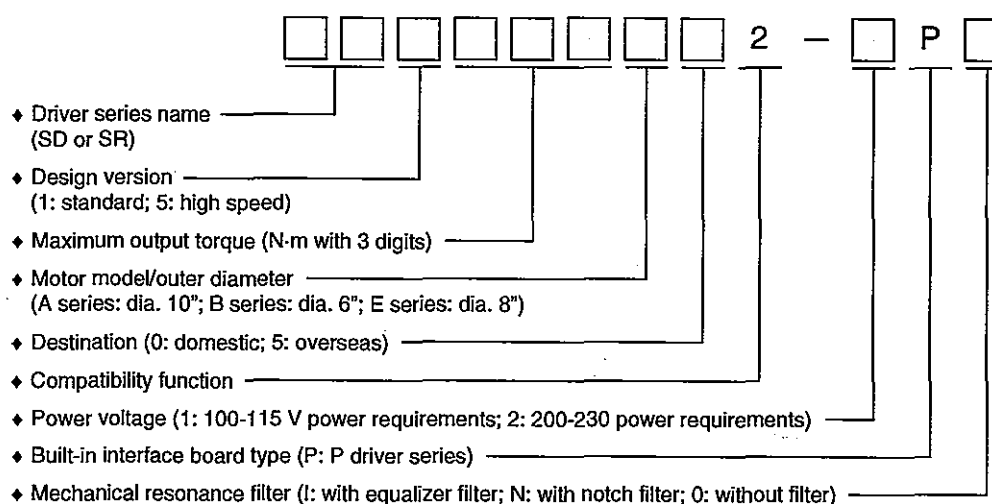 2 — P
♦ Driver series name
(SD or SR)
♦ Design version
(1: standard; 5: high speed)
♦ Maximum output torque (N·m with 3 digits)
♦ Motor model/outer diameter
(A series: dia. 10"; B series: dia. 6"; E series: dia. 8")
♦ Destination (0: domestic; 5: overseas)
♦ Compatibility function
♦ Power voltage (1: 100-115 V power requirements; 2: 200-230 power requirements)
♦ Built-in interface board type (P: P driver series)
♦ Mechanical resonance filter (I: with equalizer filter; N: with notch filter; 0: without filter)